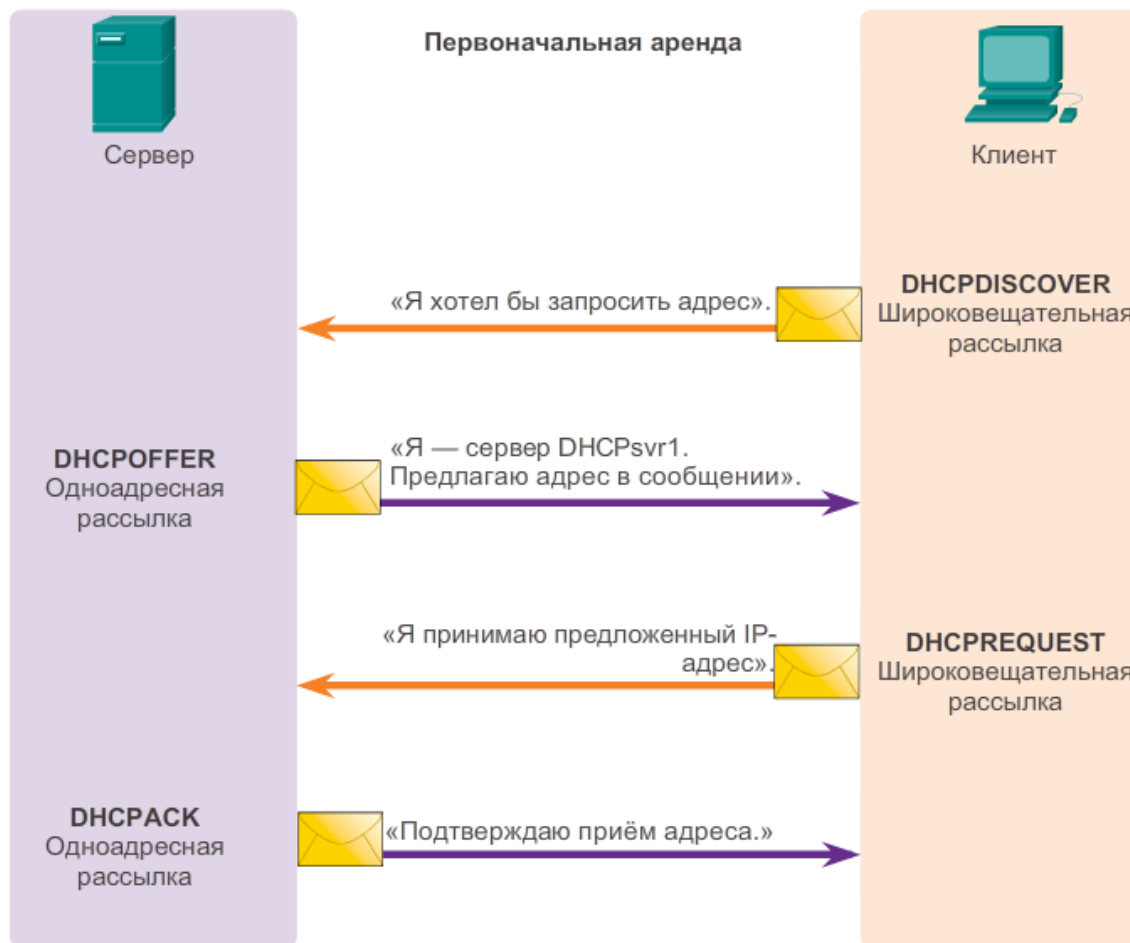 Первоначальная аренда
Сервер
Клиент
«Я хотел бы запросить адрес».
DHCPDISCOVER
Широковещательная
рассылка
DHCPOFFER
Одноадресная
рассылка
«Я — сервер DHCPsvr1.
Предлагаю адрес в сообщении».
«Я принимаю предложенный IP-
адрес».
DHCPREQUEST
Широковещательная
рассылка
DHCPACK
Одноадресная
рассылка
«Подтверждаю приём адреса.»